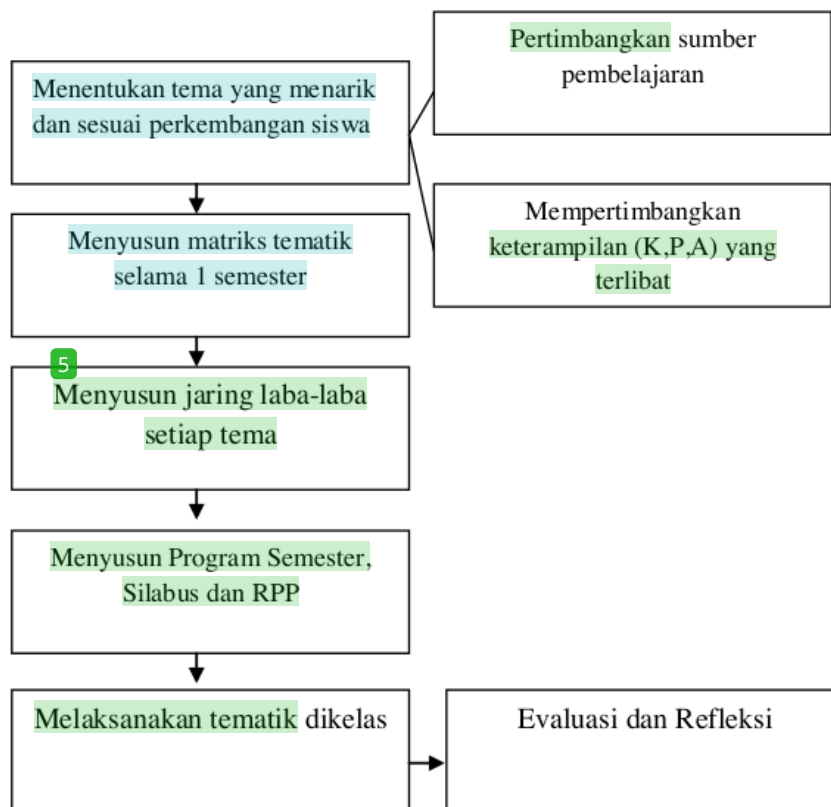 Pertimbangkan sumber
pembelajaran
Menentukan tema yang menarik
dan sesuai perkembangan siswa
Mempertimbangkan
keterampilan (K,P,A) yang
terlibat
Menyusun matriks tematik
selama 1 semester
5
Menyusun jaring laba-laba
setiap tema
Menyusun Program Semester,
Silabus dan RPP
Melaksanakan tematik dikelas
Evaluasi dan Refleksi